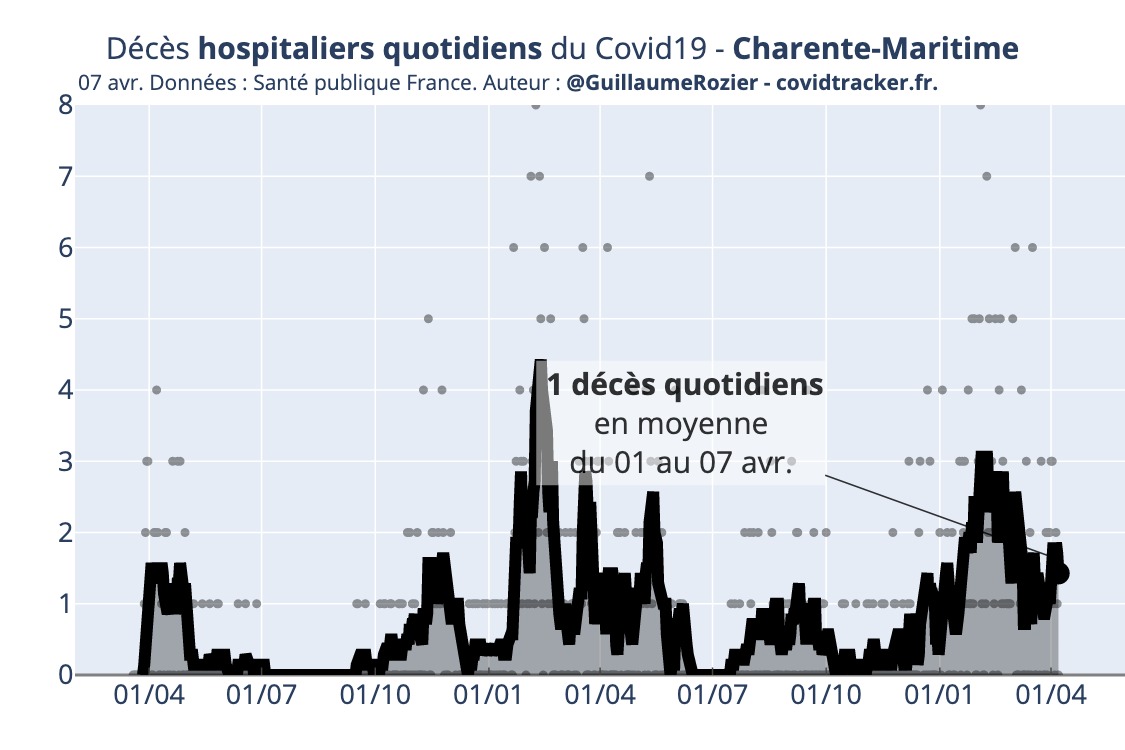 Décès hospitaliers quotidiens du Covid19 - Charente-Maritime
07 avr. Données : Santé publique France. Auteur : @GuillaumeRozier - covidtracker.fr.
8
7
6
5
4
3
2
1
0
1 décès quotidiens
en moyenne
du 01 au 07 avr.
01/04 01/07 01/10 01/01 01/04 01/07 01/10 01/01 01/04